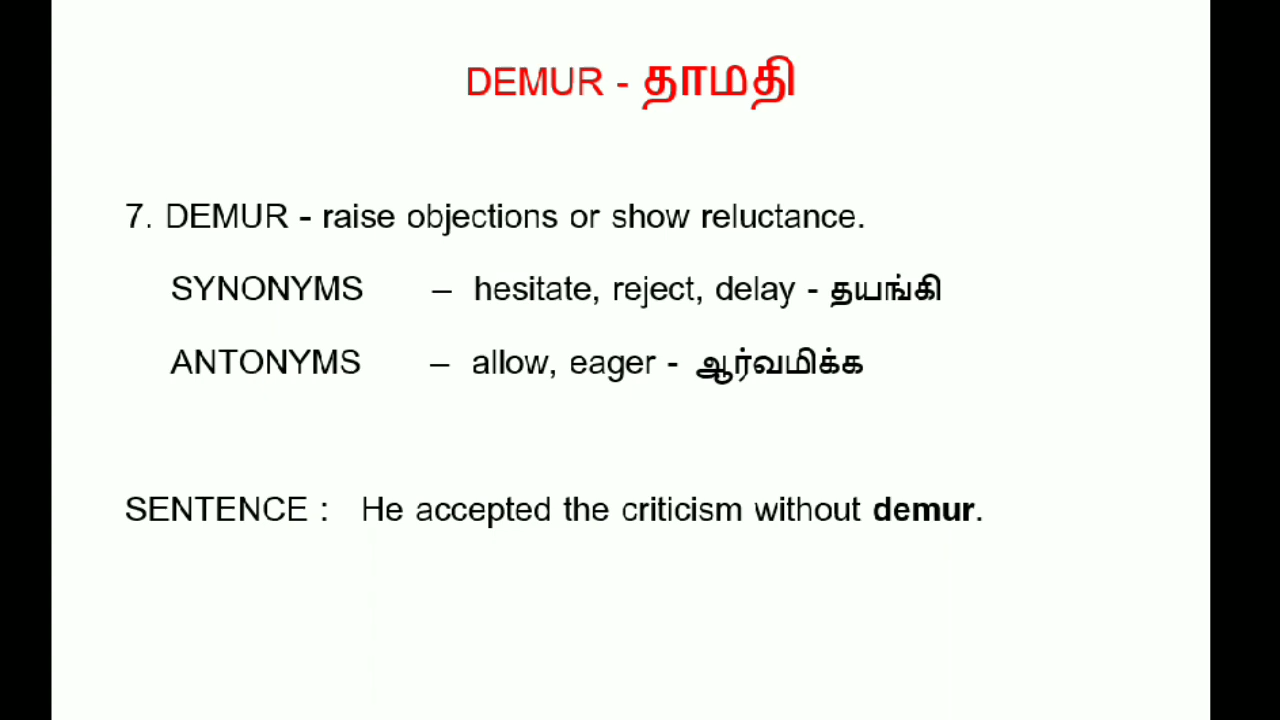 DEMUR - தாமதி
7. DEMUR - raise objections or show reluctance.
SYNONYMS – hesitate, reject, delay - தயங்கி
ANTONYMS – allow, eager - ஆர்வமிக்க
SENTENCE : He accepted the criticism without demur.